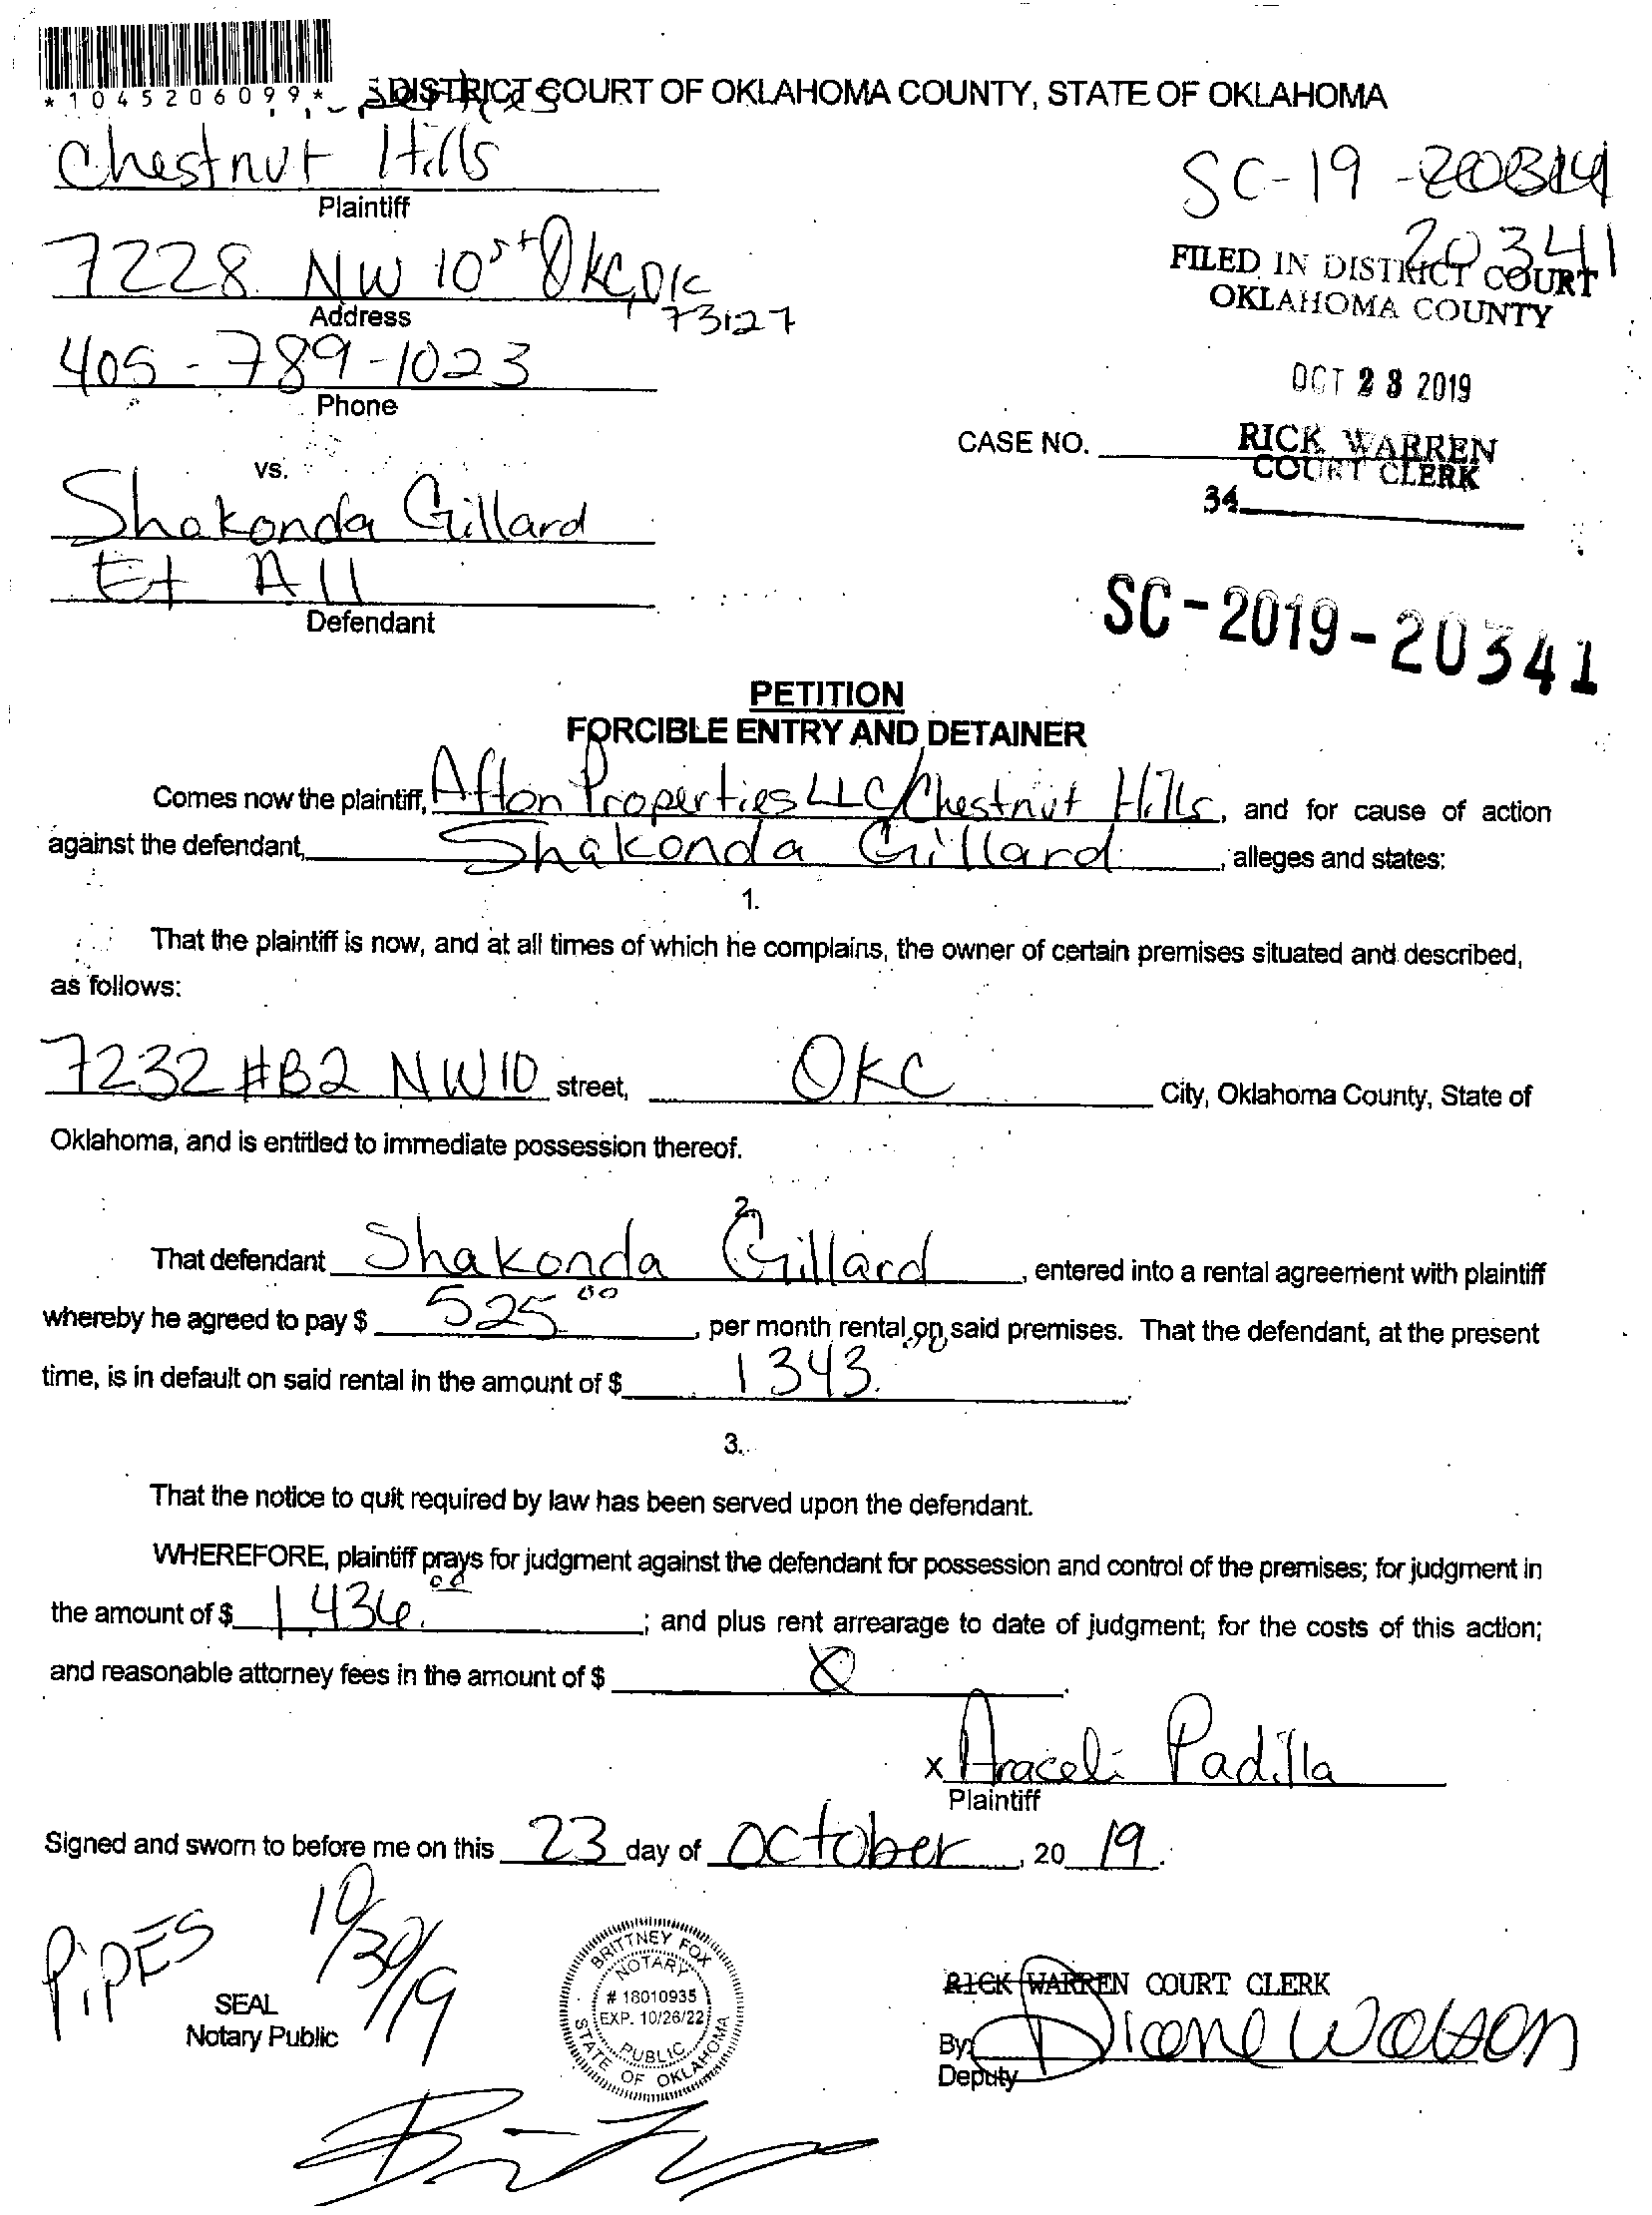 *1045206099*
DISTRICT COURT OF OKLAHOMA COUNTY, STATE OF OKLAHOMA
Chestnut Hills
Plaintiff
SC-19-
20341
7228 NW 10 st OKC, OK
73127
Address
FILED IN DISTRICT COURT
OKLAHOMA COUNTY
405-789-1023
Phone
OCT 28 2019
CASE NO.
RICK WARREN
COURT CLERK
34
vs.
Shakonda Gillard
Et All
Defendant
SC-2019-20341
PETITION
FORCIBLE ENTRY AND DETAINER
Comes now the plaintiff, Afton Properties LLC/Chestnut Hills, and for cause of action
against the defendant, Shakonda Gillard, alleges and states:
1.
That the plaintiff is now, and at all times of which he complains, the owner of certain premises situated and described,
as follows:
7232 #B2 NW 10 street, OKC City, Oklahoma County, State of
Oklahoma, and is entitled to immediate possession thereof.
2.
That defendant Shakonda Gillard, entered into a rental agreement with plaintiff
whereby he agreed to pay $ 525 00, per month rental on said premises. That the defendant, at the present
time, is in default on said rental in the amount of $ 1343. 00.
3.
That the notice to quit required by law has been served upon the defendant.
WHEREFORE, plaintiff prays for judgment against the defendant for possession and control of the premises; for judgment in
the amount of $ 1,436. 00; and plus rent arrearage to date of judgment; for the costs of this action;
and reasonable attorney fees in the amount of $
x Araceli Padilla
Plaintiff
Signed and sworn to before me on this 23 day of October, 20 19.
PiPES 10/30/19
SEAL
Notary Public
BRITTNEY FOX
NOTARY
# 18010935
EXP. 10/26/22
PUBLIC
STATE OF OKLAHOMA
RICK WARREN COURT CLERK
By: Diane Watson
Deputy